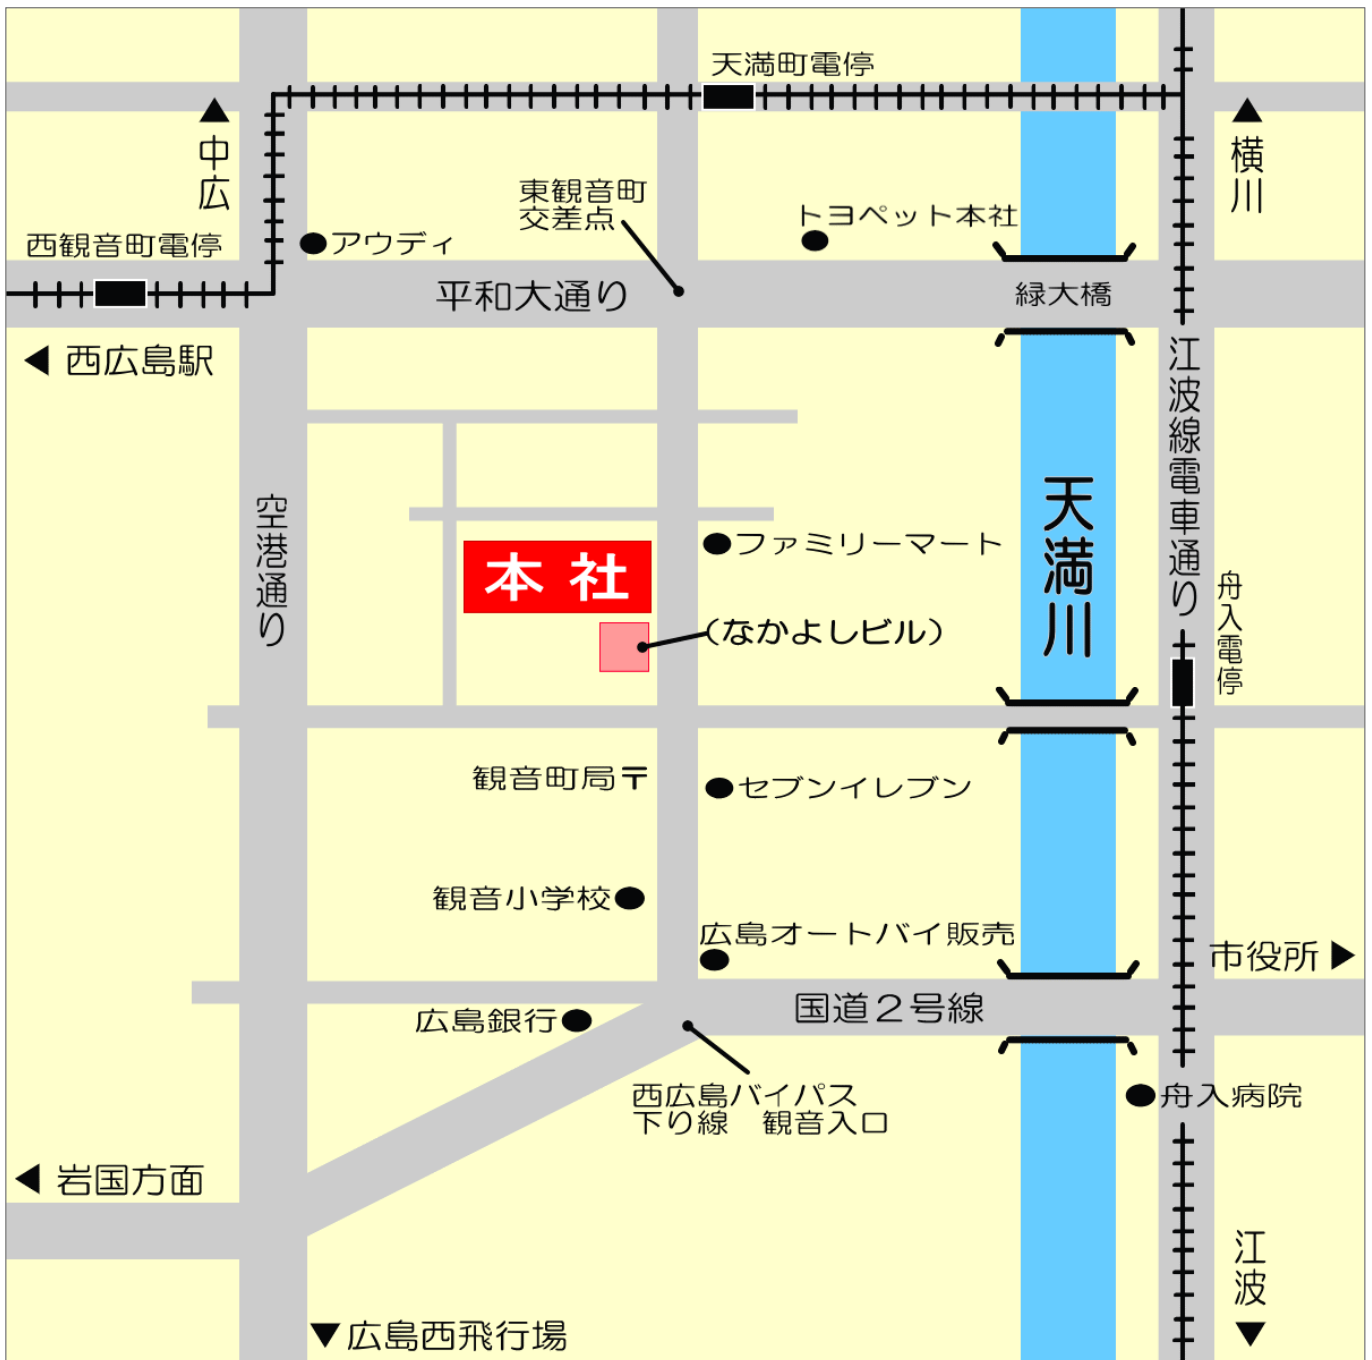 天満町電停
中広
横川
東観音町
交差点
トヨペット本社
西観音町電停
アウディ
平和大通り
緑大橋
西広島駅
江波線電車通り
空港通り
天満川
ファミリーマート
本社
舟入電停
(なかよしビル)
観音町局〒
セブンイレブン
観音小学校
広島オートバイ販売
市役所
国道2号線
広島銀行
西広島バイパス
下り線 観音入口
舟入病院
岩国方面
江波
広島西飛行場